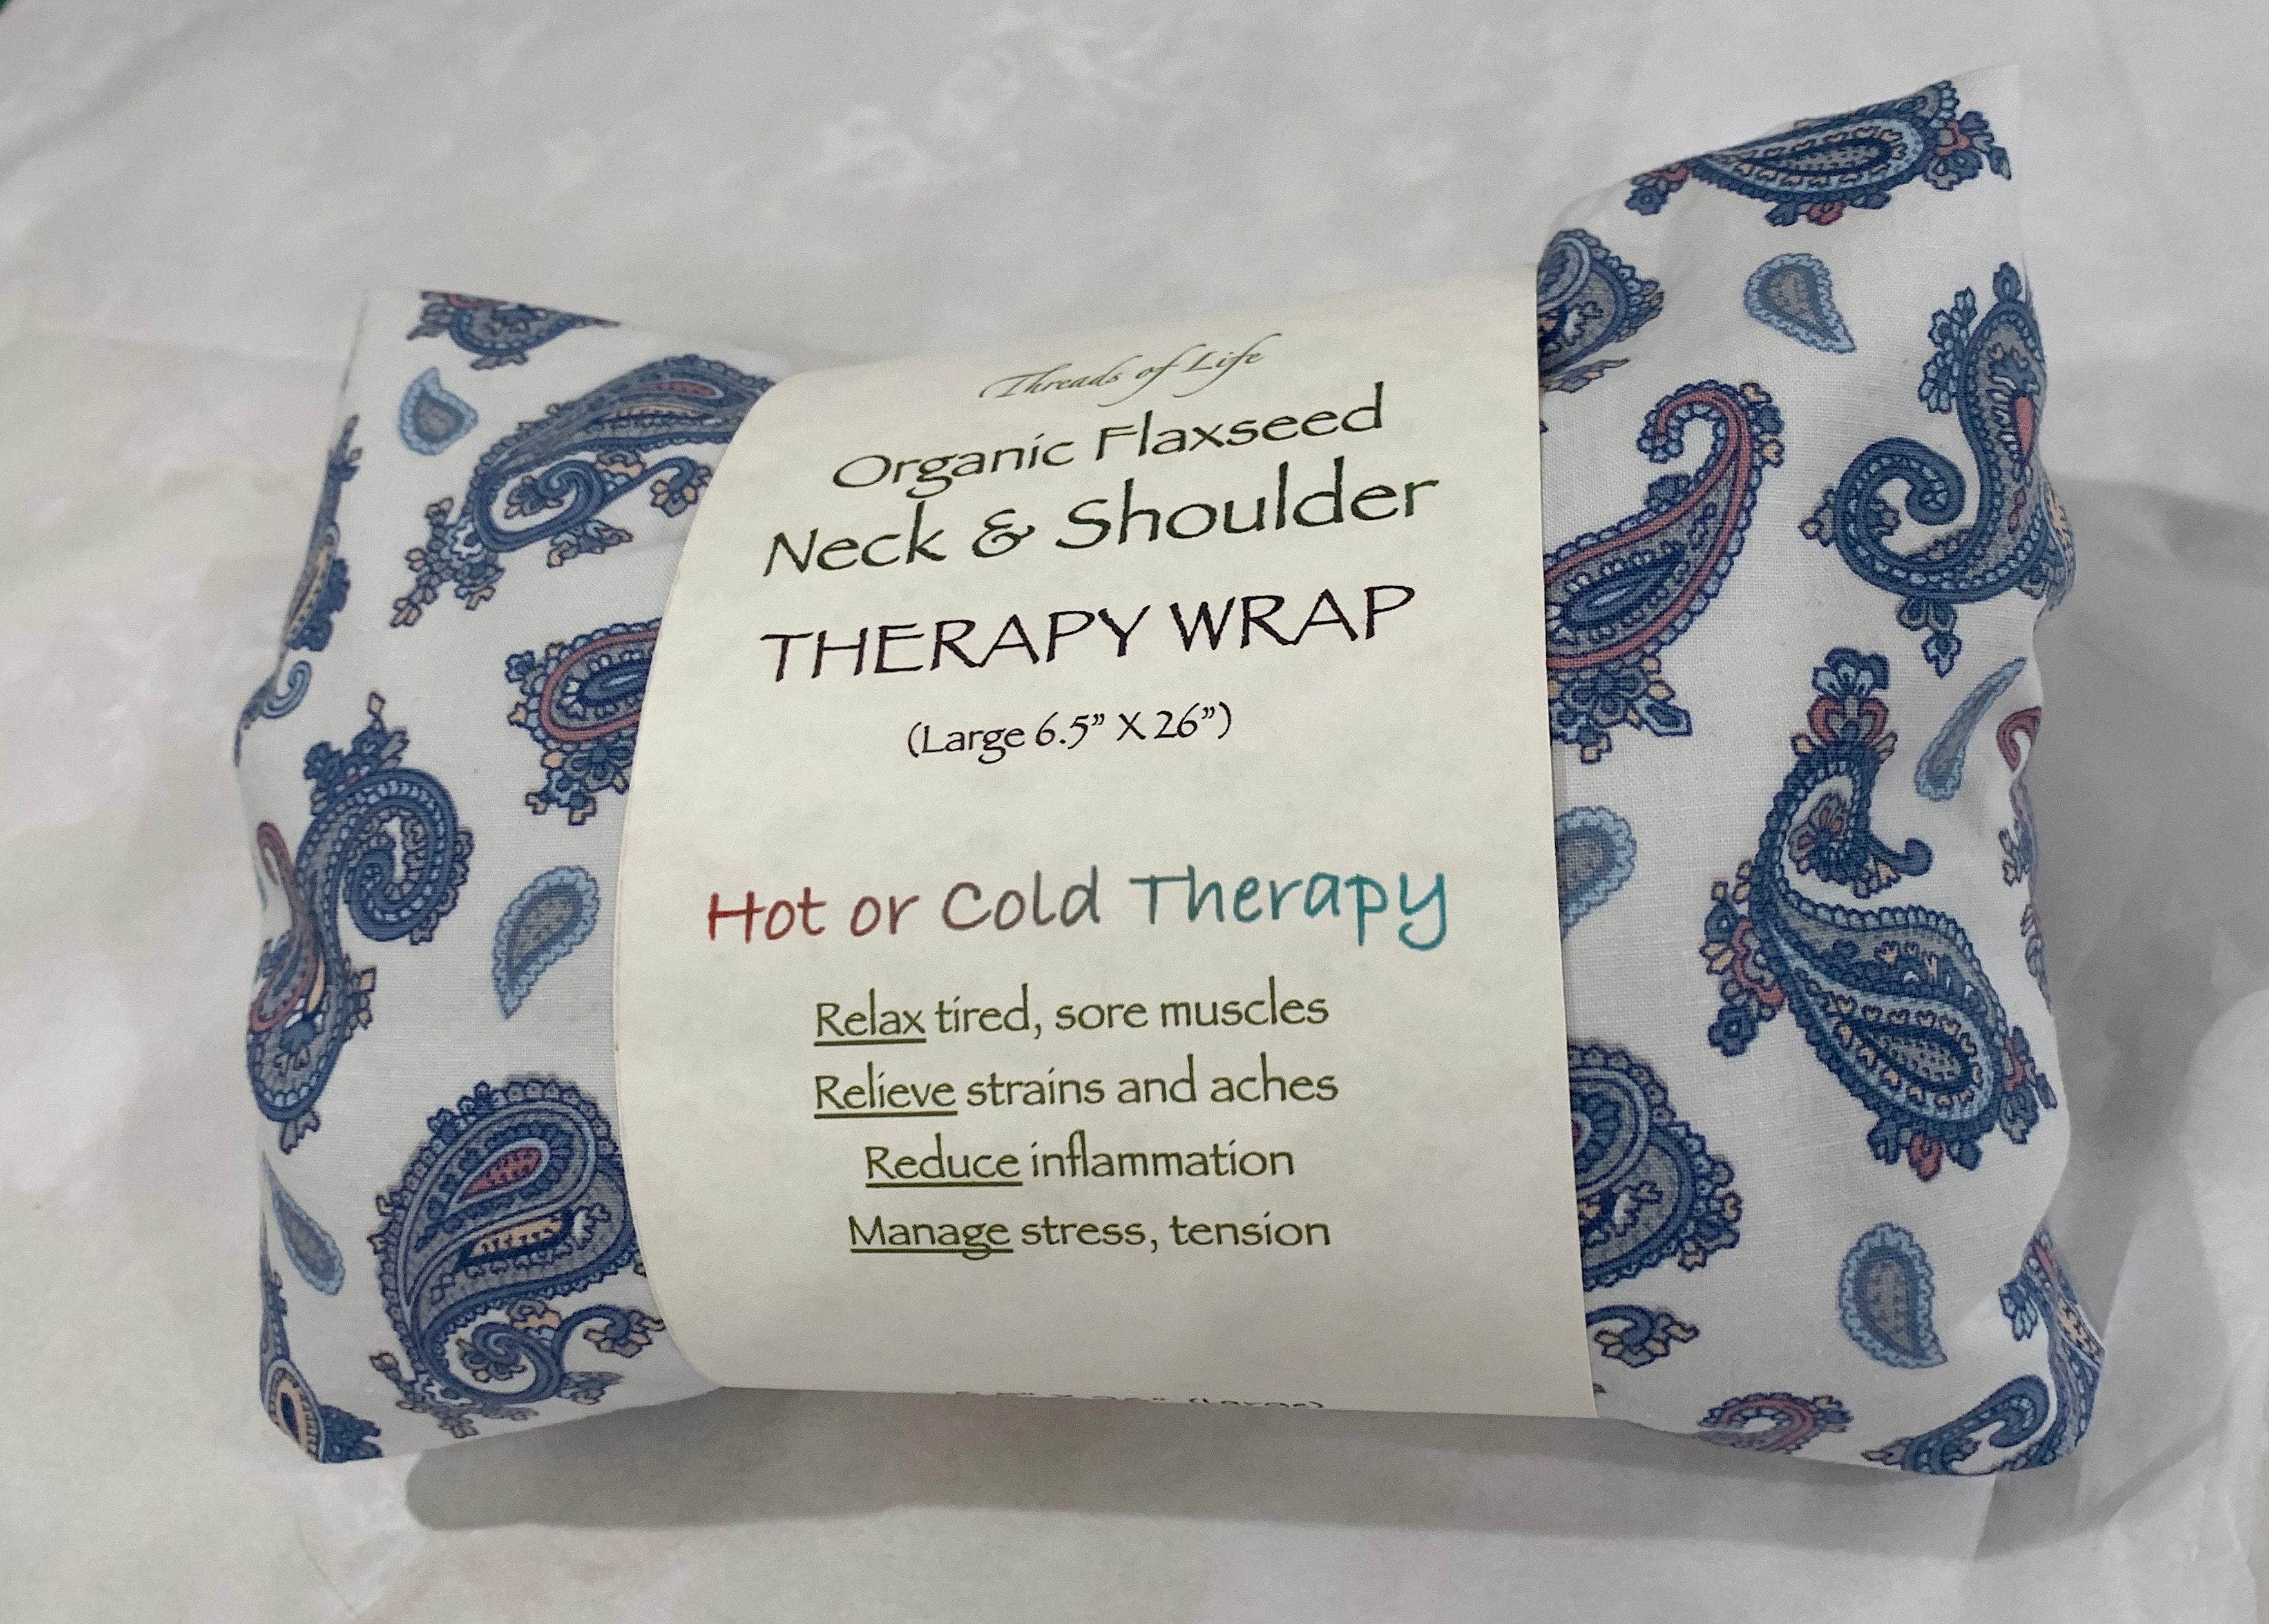 Threads of Life
Organic Flaxseed
Neck & Shoulder
THERAPY WRAP
(Large 6.5” X 26”)
Hot or Cold Therapy
Relax tired, sore muscles
Relieve strains and aches
Reduce inflammation
Manage stress, tension